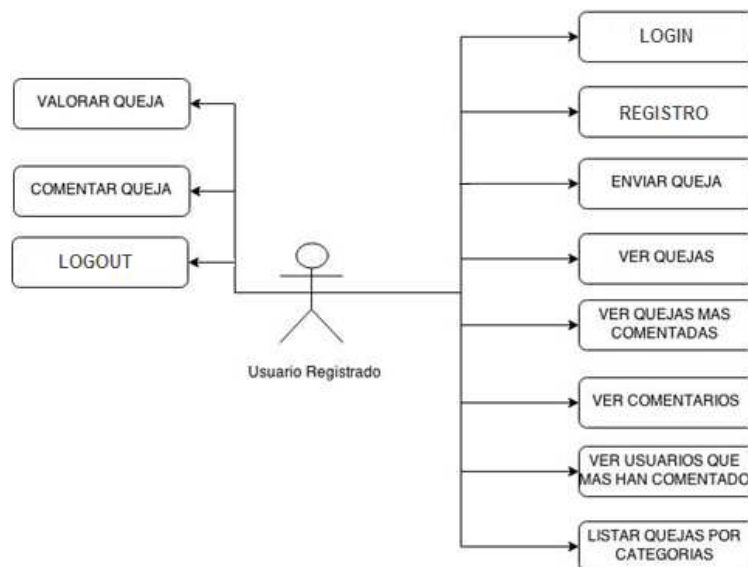 LOGIN
VALORAR QUEJA
REGISTRO
COMENTAR QUEJA
ENVIAR QUEJA
LOGOUT
VER QUEJAS
VER QUEJAS MAS
COMENTADAS
Usuario Registrado
VER COMENTARIOS
VER USUARIOS QUE
MAS HAN COMENTADO
LISTAR QUEJAS POR
CATEGORIAS